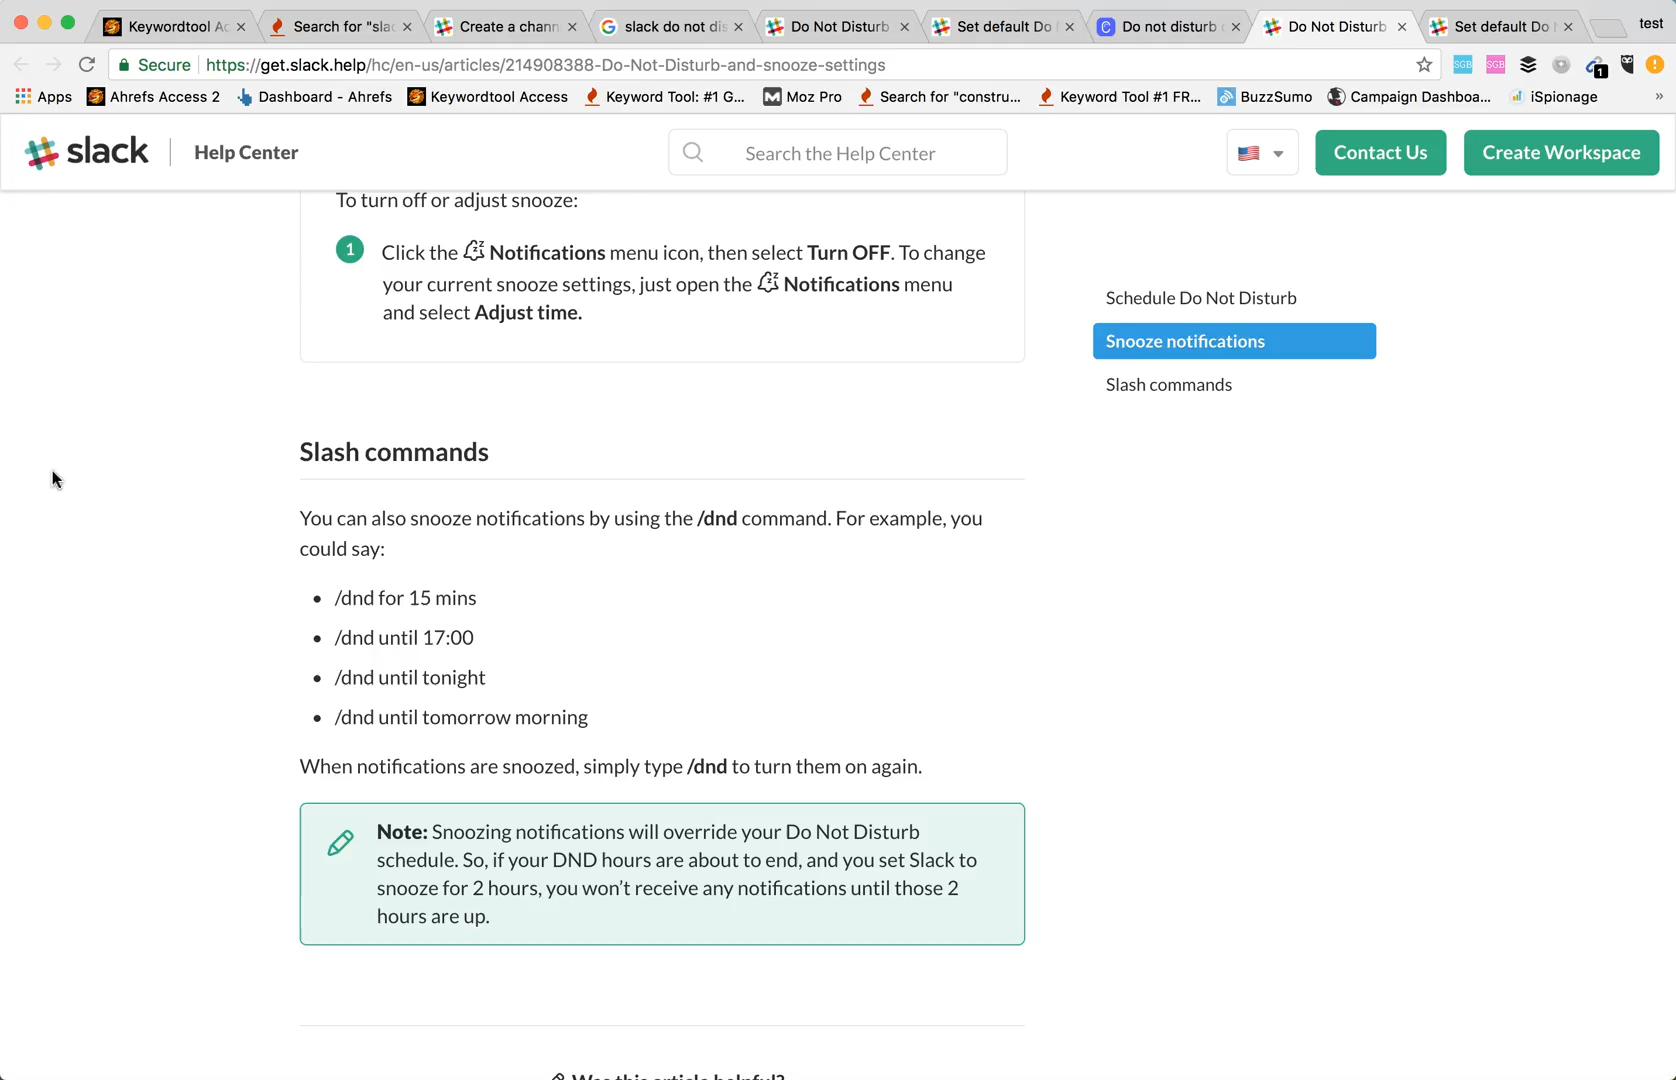 Keywordtool Ac
Search for "slac
Create a chann
slack do not dis
Do Not Disturb
Set default Do N
Do not disturb c
Do Not Disturb
Set default Do N
test
Secure
https://get.slack.help/hc/en-us/articles/214908388-Do-Not-Disturb-and-snooze-settings
SGB
SGB
1
Apps
Ahrefs Access 2
Dashboard - Ahrefs
Keywordtool Access
Keyword Tool: #1 G...
Moz Pro
Search for "constru...
Keyword Tool #1 FR...
BuzzSumo
Campaign Dashboa...
iSpionage
»
slack
Help Center
Search the Help Center
Contact Us
Create Workspace
To turn off or adjust snooze:
1
Click the Notifications menu icon, then select Turn OFF. To change
your current snooze settings, just open the Notifications menu
and select Adjust time.
Schedule Do Not Disturb
Snooze notifications
Slash commands
Slash commands
You can also snooze notifications by using the /dnd command. For example, you
could say:
• /dnd for 15 mins
• /dnd until 17:00
• /dnd until tonight
• /dnd until tomorrow morning
When notifications are snoozed, simply type /dnd to turn them on again.
Note: Snoozing notifications will override your Do Not Disturb
schedule. So, if your DND hours are about to end, and you set Slack to
snooze for 2 hours, you won't receive any notifications until those 2
hours are up.
Was this article helpful?